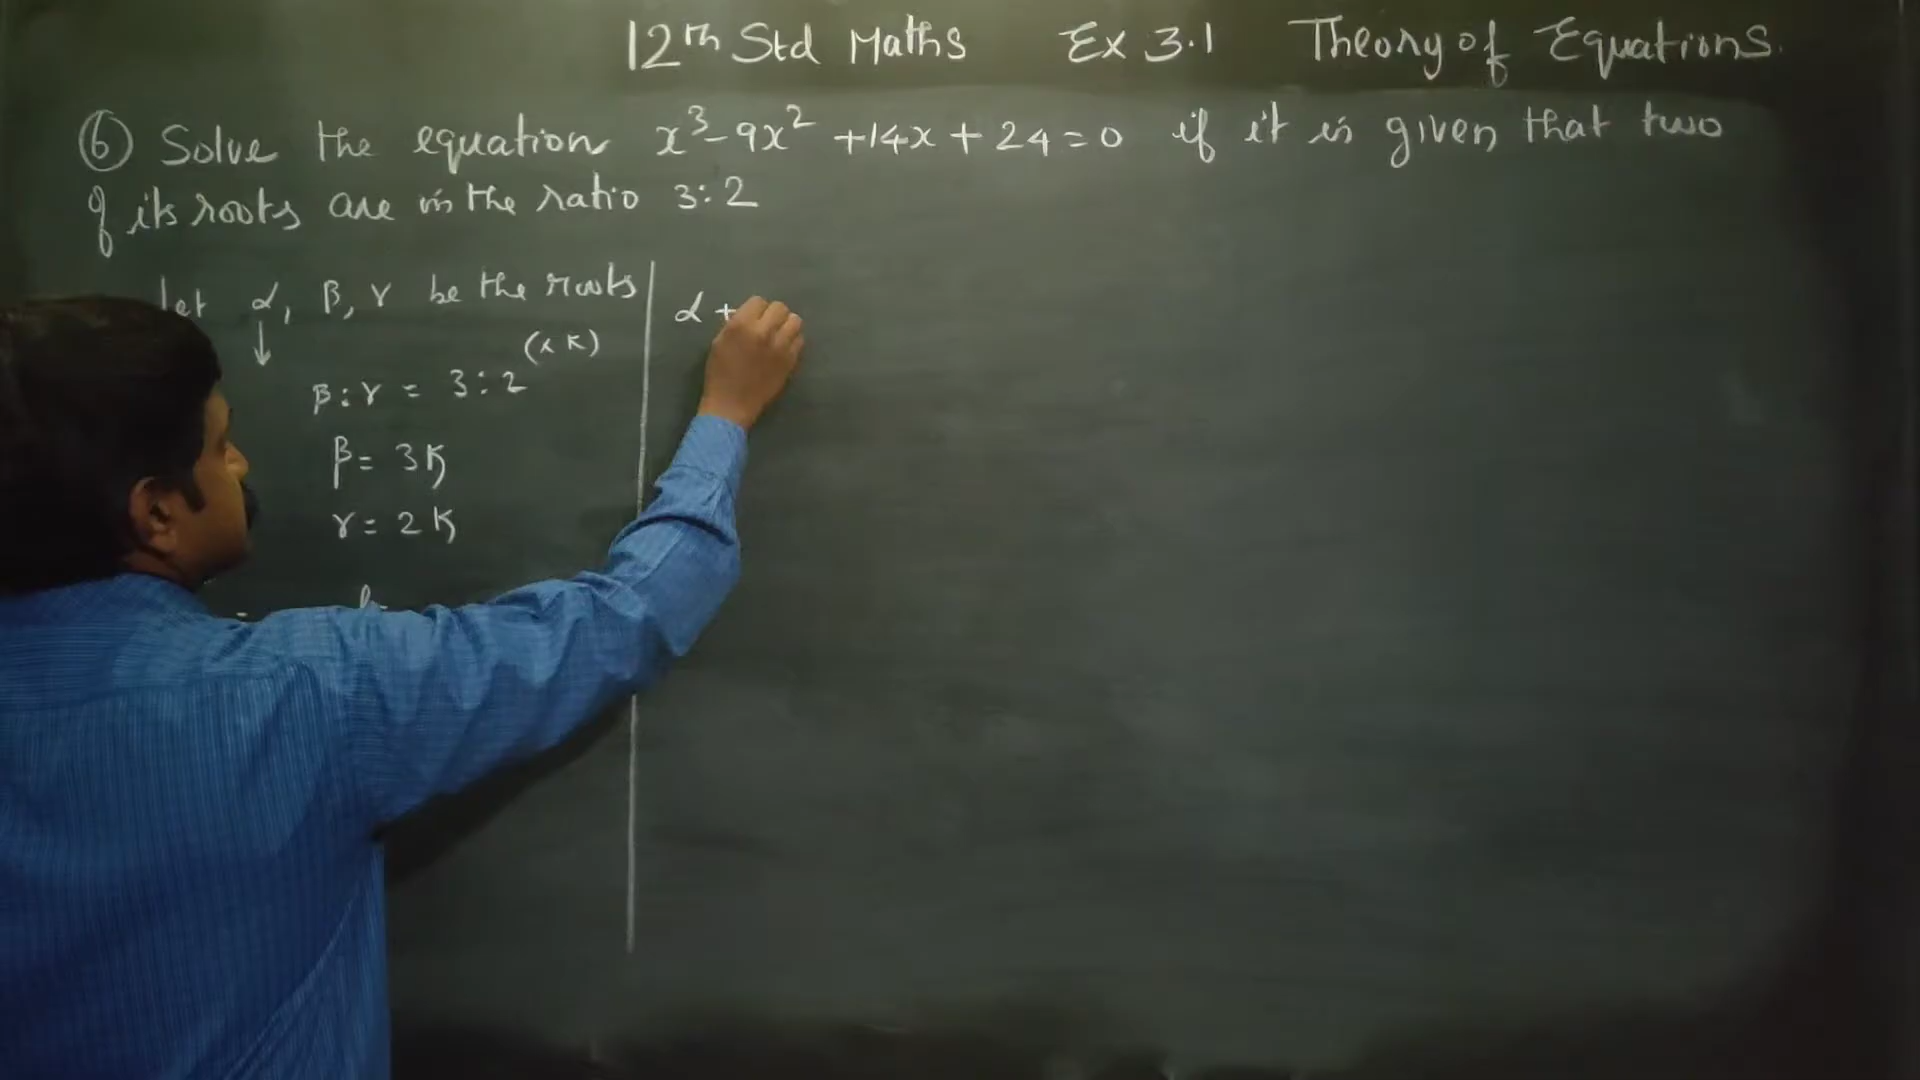 12th Std Maths Ex 3.1 Theory of Equations.
⑥ Solve the equation x³-9x² +14x + 24 = 0 if it is given that two
of its roots are in the ratio 3:2
Let α, β, γ be the roots
↓
(x K)
β:γ = 3:2
β = 3K
γ = 2K
α +